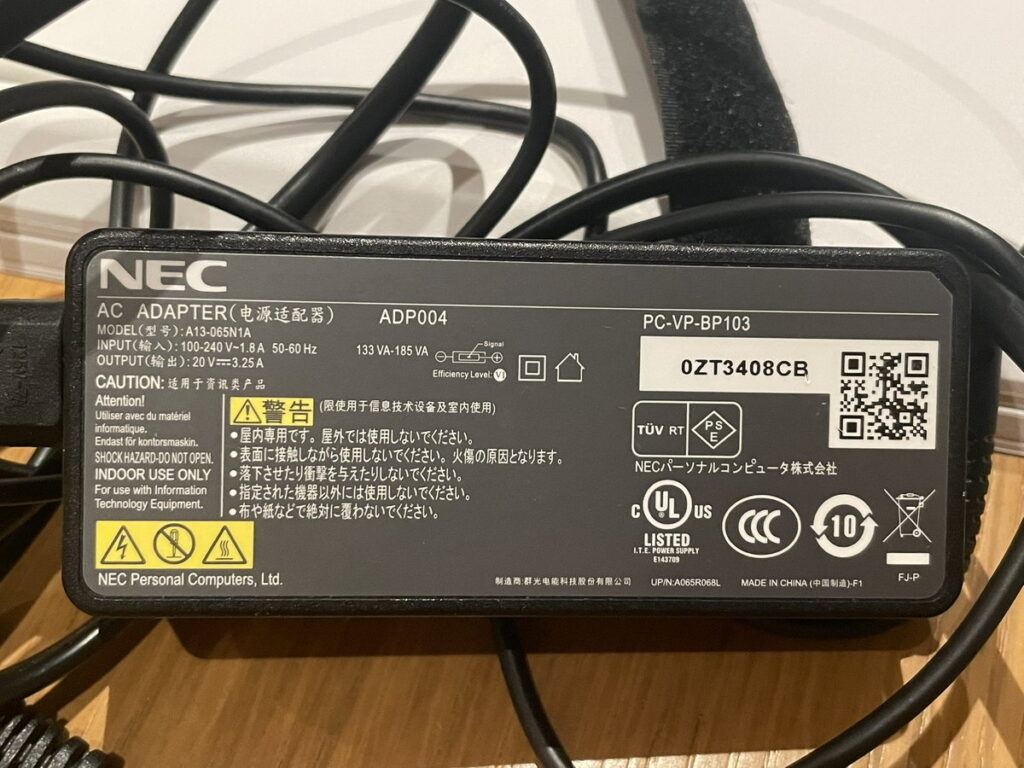 NEC
AC ADAPTER(电源适配器) ADP004 PC-VP-BP103
MODEL(型号):A13-065N1A
INPUT(输入):100-240 V~1.8 A 50-60 Hz 133 VA-185 VA Signal
OUTPUT(输出):20 V⎓3.25 A Efficiency Level: VI
0ZT3408CB
CAUTION: 适用于资讯类产品
Attention!
Utiliser avec du matériel
informatique.
Endast för kontorsmaskin.
SHOCK HAZARD-DO NOT OPEN.
INDOOR USE ONLY
For use with Information
Technology Equipment.
警告 (限使用于信息技术设备及室内使用)
•屋内専用です。屋外では使用しないでください。
•表面に接触しながら使用しないでください。火傷の原因となります。
•落下させたり衝撃を与えたりしないでください。
•指定された機器以外には使用しないでください。
•布や紙などで絶対に覆わないでください。
TÜV RT PSE
NECパーソナルコンピュータ株式会社
C UL US
LISTED
I.T.E. POWER SUPPLY
E143709
CCC
10
FJ-P
NEC Personal Computers, Ltd.
制造商:群光电能科技股份有限公司 UP/N:A065R068L MADE IN CHINA (中国制造)-F1